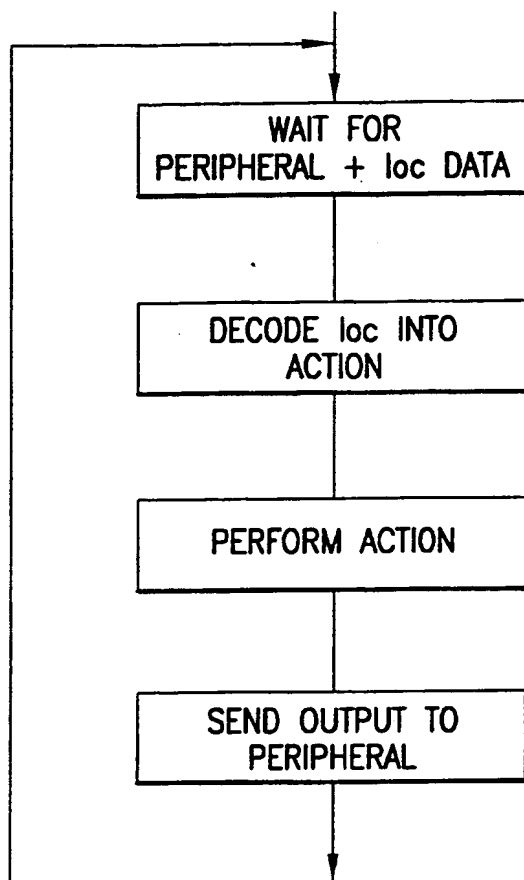 WAIT FOR
PERIPHERAL + loc DATA
DECODE loc INTO
ACTION
PERFORM ACTION
SEND OUTPUT TO
PERIPHERAL